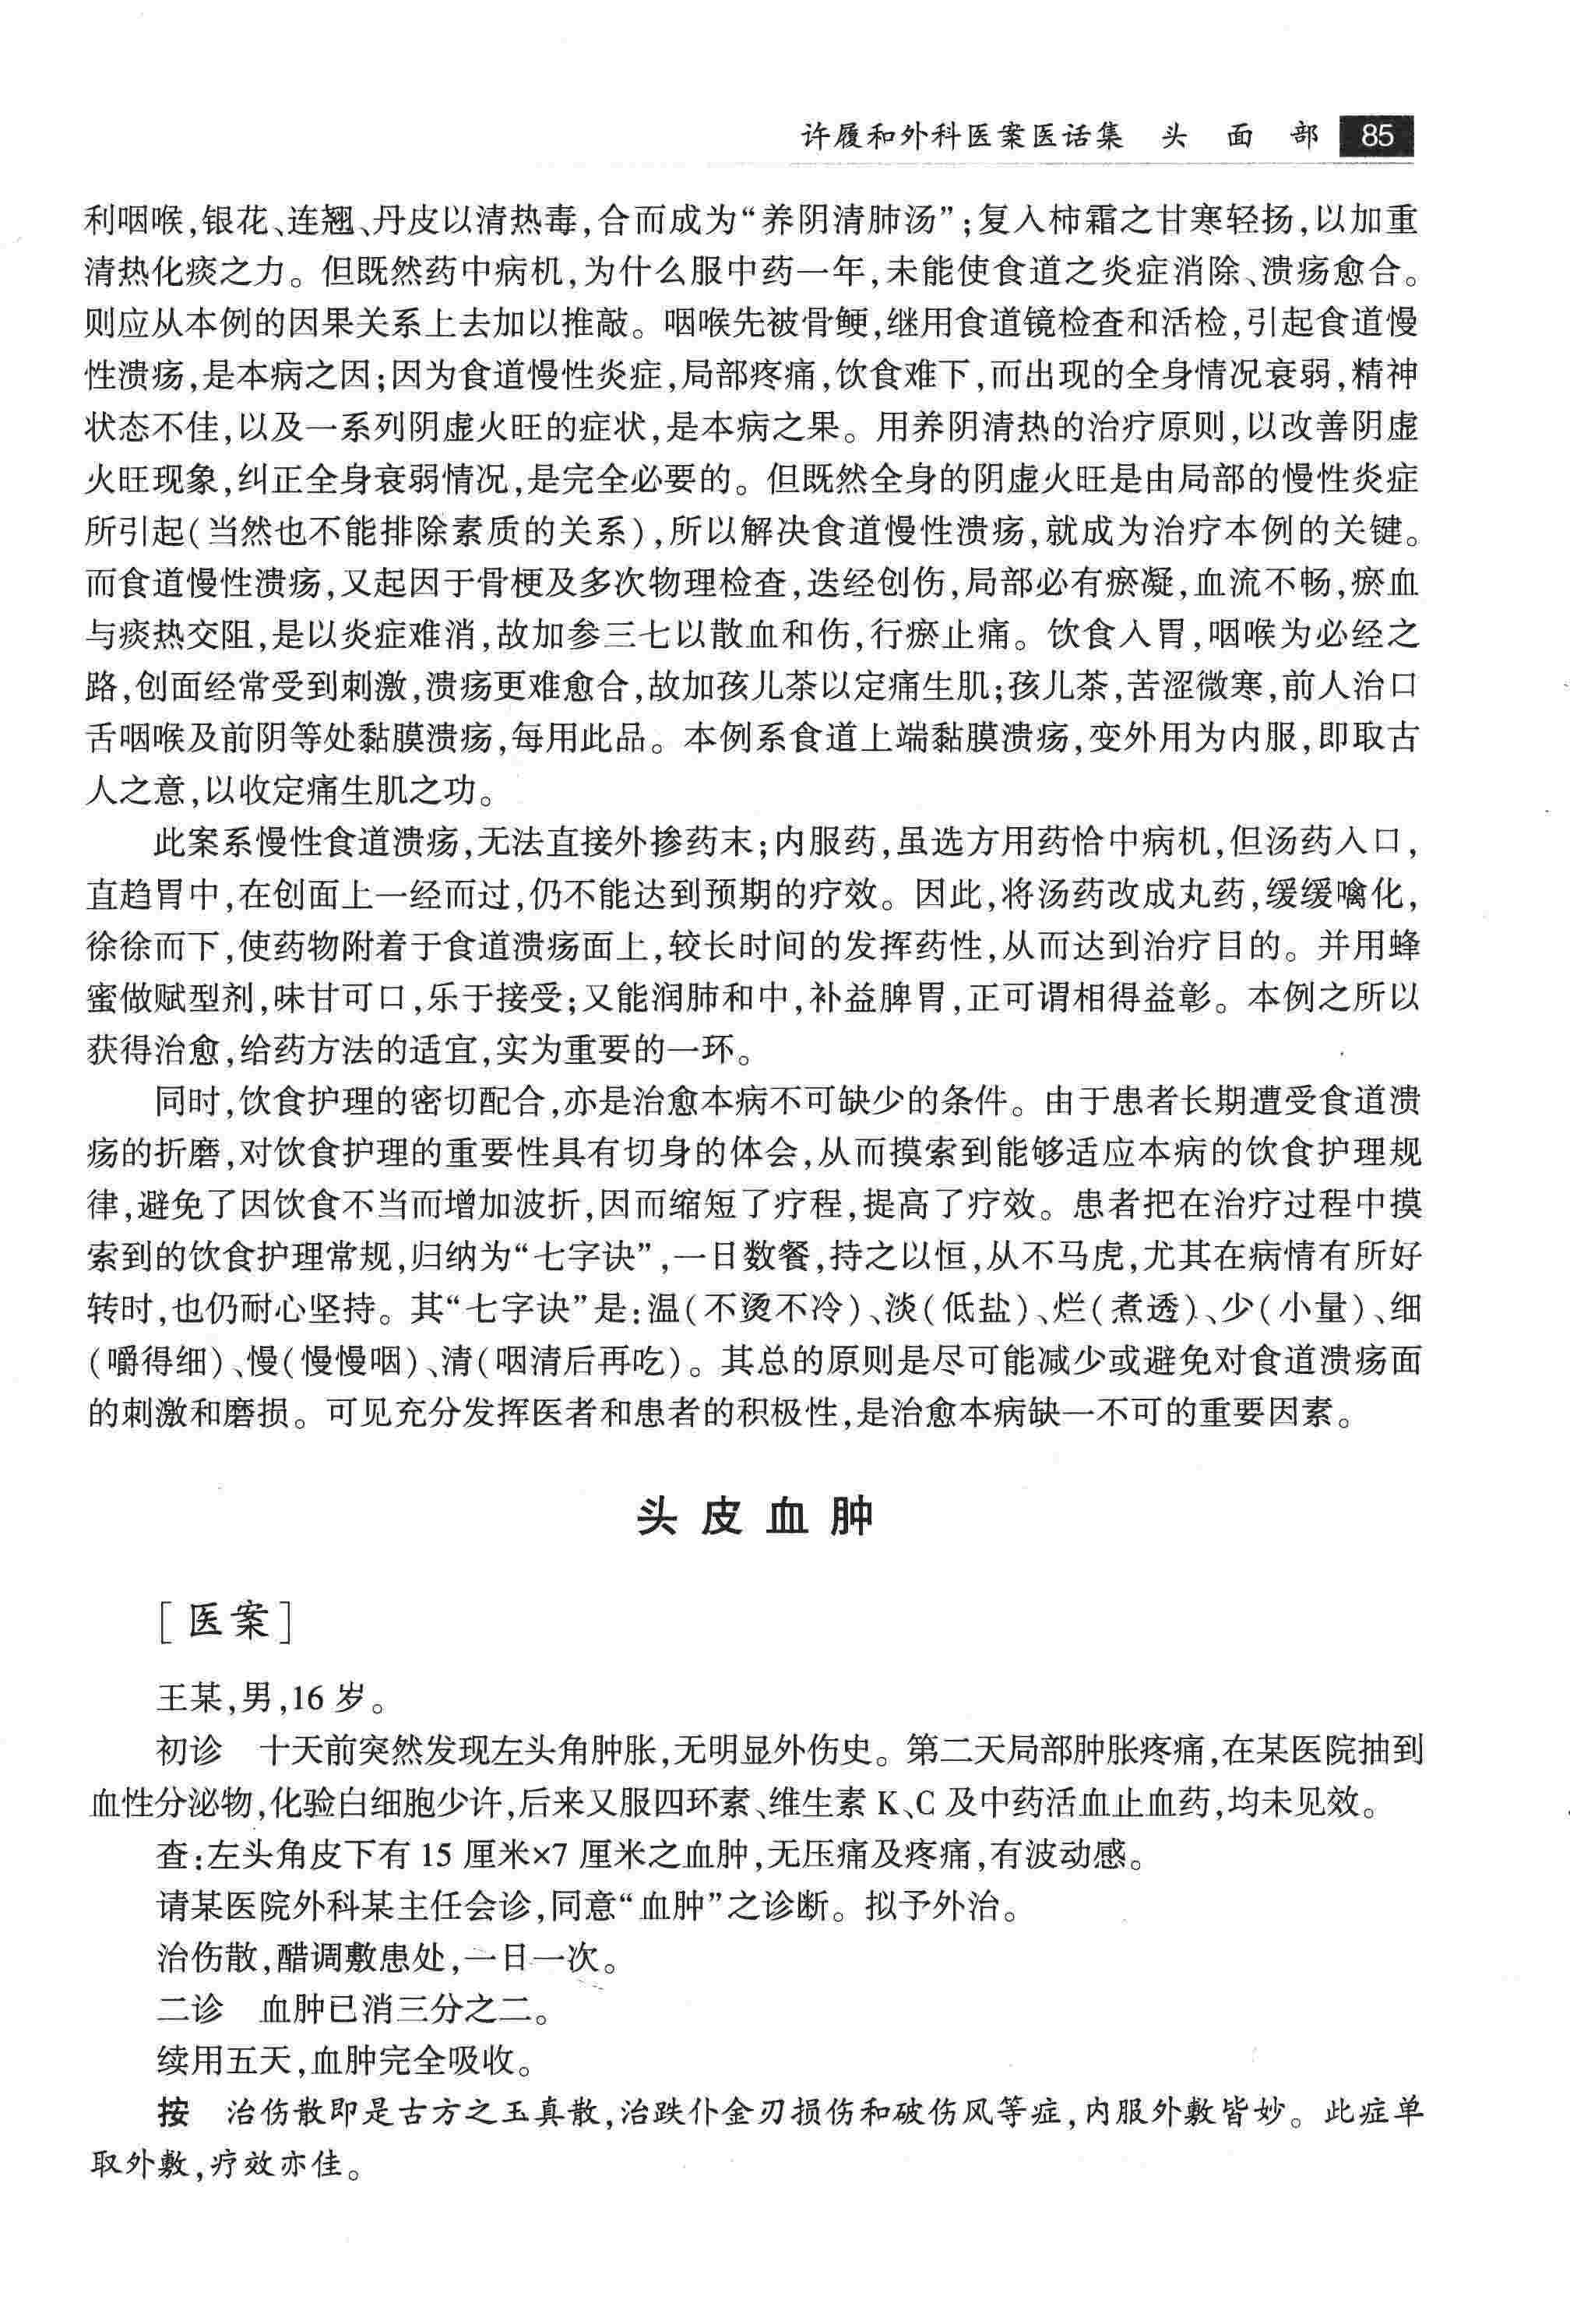 许履和外科医案医话集 头 面 部 85
利咽喉,银花、连翘、丹皮以清热毒,合而成为“养阴清肺汤”;复入柿霜之甘寒轻扬,以加重
清热化痰之力。但既然药中病机,为什么服中药一年,未能使食道之炎症消除、溃疡愈合。
则应从本例的因果关系上去加以推敲。咽喉先被骨鲠,继用食道镜检查和活检,引起食道慢
性溃疡,是本病之因;因为食道慢性炎症,局部疼痛,饮食难下,而出现的全身情况衰弱,精神
状态不佳,以及一系列阴虚火旺的症状,是本病之果。用养阴清热的治疗原则,以改善阴虚
火旺现象,纠正全身衰弱情况,是完全必要的。但既然全身的阴虚火旺是由局部的慢性炎症
所引起(当然也不能排除素质的关系),所以解决食道慢性溃疡,就成为治疗本例的关键。
而食道慢性溃疡,又起因于骨梗及多次物理检查,迭经创伤,局部必有瘀凝,血流不畅,瘀血
与痰热交阻,是以炎症难消,故加参三七以散血和伤,行瘀止痛。饮食入胃,咽喉为必经之
路,创面经常受到刺激,溃疡更难愈合,故加孩儿茶以定痛生肌;孩儿茶,苦涩微寒,前人治口
舌咽喉及前阴等处黏膜溃疡,每用此品。本例系食道上端黏膜溃疡,变外用为内服,即取古
人之意,以收定痛生肌之功。
此案系慢性食道溃疡,无法直接外掺药末;内服药,虽选方用药恰中病机,但汤药入口,
直趋胃中,在创面上一经而过,仍不能达到预期的疗效。因此,将汤药改成丸药,缓缓噙化,
徐徐而下,使药物附着于食道溃疡面上,较长时间的发挥药性,从而达到治疗目的。并用蜂
蜜做赋型剂,味甘可口,乐于接受;又能润肺和中,补益脾胃,正可谓相得益彰。本例之所以
获得治愈,给药方法的适宜,实为重要的一环。
同时,饮食护理的密切配合,亦是治愈本病不可缺少的条件。由于患者长期遭受食道溃
疡的折磨,对饮食护理的重要性具有切身的体会,从而摸索到能够适应本病的饮食护理规
律,避免了因饮食不当而增加波折,因而缩短了疗程,提高了疗效。患者把在治疗过程中摸
索到的饮食护理常规,归纳为“七字诀”,一日数餐,持之以恒,从不马虎,尤其在病情有所好
转时,也仍耐心坚持。其“七字诀”是:温(不烫不冷)、淡(低盐)、烂(煮透)、少(小量)、细
(嚼得细)、慢(慢慢咽)、清(咽清后再吃)。其总的原则是尽可能减少或避免对食道溃疡面
的刺激和磨损。可见充分发挥医者和患者的积极性,是治愈本病缺一不可的重要因素。
头皮血肿
[医案]
王某,男,16岁。
初诊 十天前突然发现左头角肿胀,无明显外伤史。第二天局部肿胀疼痛,在某医院抽到
血性分泌物,化验白细胞少许,后来又服四环素、维生素K、C及中药活血止血药,均未见效。
查:左头角皮下有15厘米×7厘米之血肿,无压痛及疼痛,有波动感。
请某医院外科某主任会诊,同意“血肿”之诊断。拟予外治。
治伤散,醋调敷患处,一日一次。
二诊 血肿已消三分之二。
续用五天,血肿完全吸收。
按 治伤散即是古方之玉真散,治跌仆金刃损伤和破伤风等症,内服外敷皆妙。此症单
取外敷,疗效亦佳。